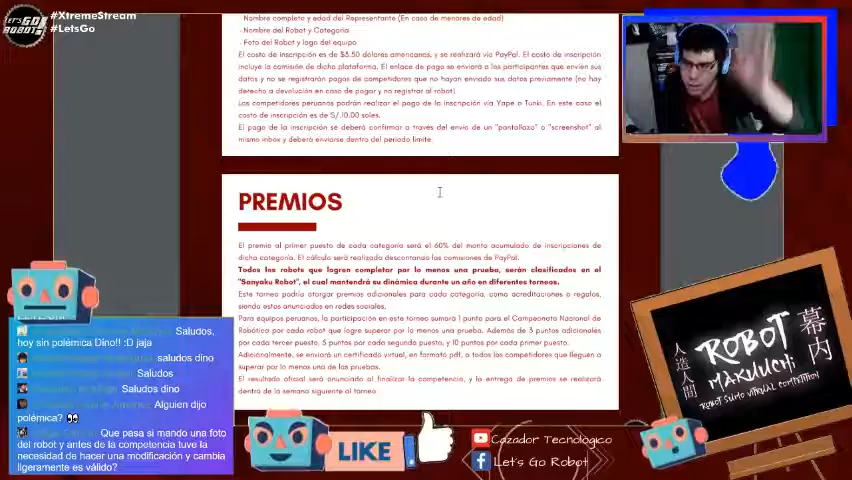 #XtremeStream
#LetsGo
LET'S GO
ROBOT!
- Nombre completo y edad del Representante (En caso de menores de edad)
- Nombre del Robot y Categoría
- Foto del Robot y logo del equipo
El costo de inscripción es de $3.50 dólares americanos, y se realizará vía PayPal. El costo de inscripción
incluye la comisión de dicha plataforma. El enlace de pago se enviará a los participantes que envíen sus
datos y no se registrarán pagos de competidores que no hayan enviado sus datos previamente (no hay
derecho a devolución en caso de pagar y no registrar al robot)
Los competidores peruanos podrán realizar el pago de la inscripción vía Yape o Tunki. En este caso el
costo de inscripción es de S/.10.00 soles.
El pago de la inscripción se deberá confirmar a través del envío de un "pantallazo" o "screenshot" al
mismo inbox y deberá enviarse dentro del periodo límite.
PREMIOS
El premio al primer puesto de cada categoría será el 60% del monto acumulado de inscripciones de
dicha categoría. El cálculo será realizado descontando las comisiones de PayPal.
Todos los robots que logren completar por lo menos una prueba, serán clasificados en el
"Sanyaku Robot", el cual mantendrá su dinámica durante un año en diferentes torneos.
Este torneo podría otorgar premios adicionales para cada categoría, como acreditaciones o regalos,
siendo estos anunciados en redes sociales.
Para equipos peruanos, la participación en este torneo sumará 1 punto para el Campeonato Nacional de
Robótica por cada robot que logre superar por lo menos una prueba. Además de 3 puntos adicionales
por cada tercer puesto, 5 puntos por cada segundo puesto, y 10 puntos por cada primer puesto.
Adicionalmente, se enviará un certificado virtual, en formato pdf, a todos los competidores que lleguen a
superar por lo menos una de las pruebas.
El resultado oficial será anunciado al finalizar la competencia, y la entrega de premios se realizará
dentro de la semana siguiente al torneo.
Saludos,
hoy sin polémica Dino!! :D jaja
saludos dino
Saludos
Saludos dino
Alguien dijo
polémica? 👀
Que pasa si mando una foto
del robot y antes de la competencia tuve la
necesidad de hacer una modificación y cambia
ligeramente es válido?
LIKE
Cazador Tecnológico
Let's Go Robot
ROBOT
MAKUUCHI
ROBOT SUMO VIRTUAL COMPETITION
幕内
人造人間